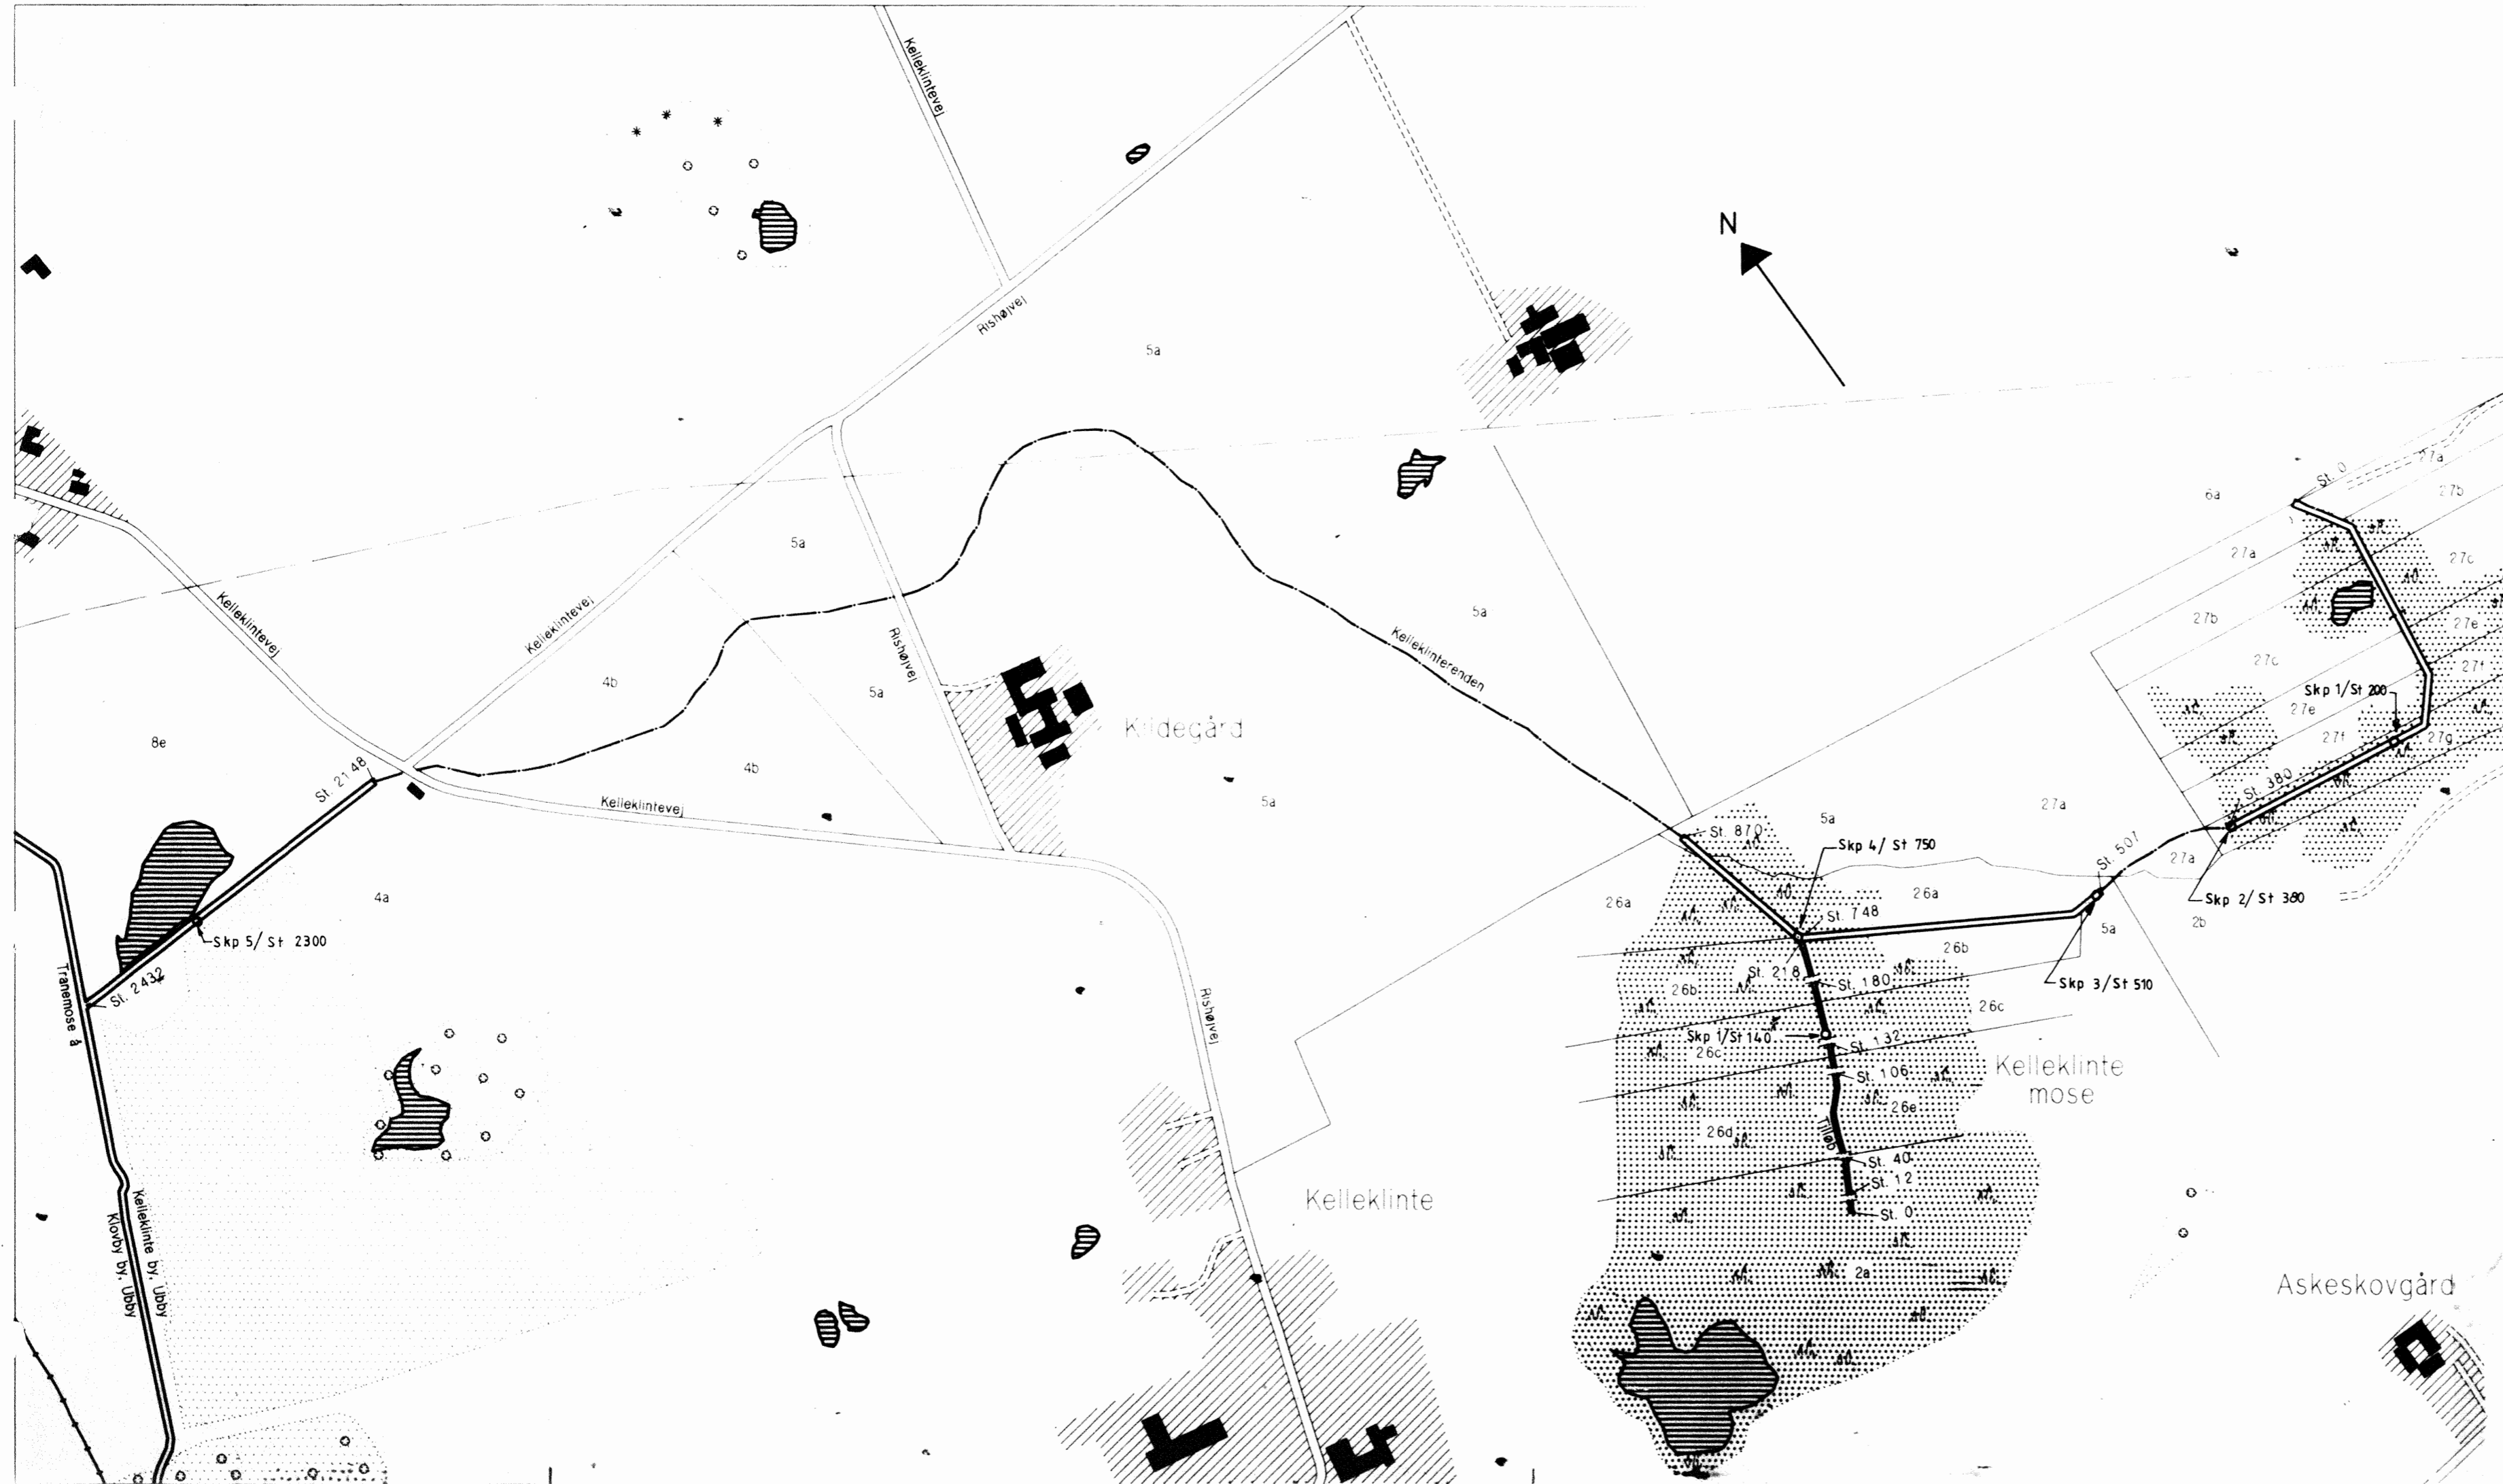 Kelleklintevej
N
Rishøjvej
5a
St. 0
27a
27b
6a
5a
27a
27c
Kelleklintevej
Kelleklintevej
5a
27b
27e
Kelleklinterenden
Rishøjvej
4b
5a
27c
27f
Skp 1/St 200
27e
Kildegård
8e
27f
27g
St. 2148
4b
St. 380
Kelleklintevej
5a
27a
5a
St. 870
Skp 4/ St 750
St. 507
27a
4a
26a
26a
Skp 2/ St 380
St. 748
5a
2b
Skp 5/ St 2300
26b
St. 2432
St. 218
St. 180
Skp 3/St 510
26b
Tranemose å
26c
Rishøjvej
Skp 1/St 140
St. 132
26c
Kelleklinte
mose
St. 106
26e
26d
Tilløb
St. 40
St. 12
Kelleklinte
St. 0
Kelleklinte by, Ubby
Klovby by, Ubby
2a
Askeskovgård